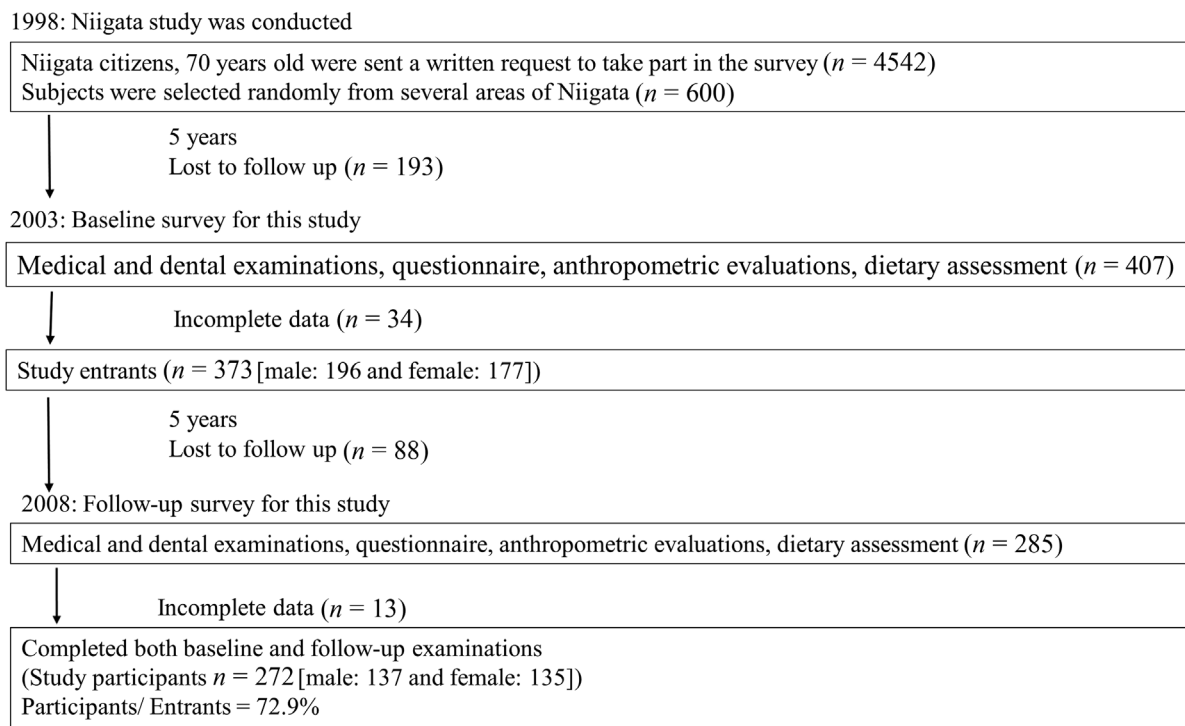 1998: Niigata study was conducted
Niigata citizens, 70 years old were sent a written request to take part in the survey (n = 4542)
Subjects were selected randomly from several areas of Niigata (n = 600)
5 years
Lost to follow up (n = 193)
2003: Baseline survey for this study
Medical and dental examinations, questionnaire, anthropometric evaluations, dietary assessment (n = 407)
Incomplete data (n = 34)
Study entrants (n = 373 [male: 196 and female: 177])
5 years
Lost to follow up (n = 88)
2008: Follow-up survey for this study
Medical and dental examinations, questionnaire, anthropometric evaluations, dietary assessment (n = 285)
Incomplete data (n = 13)
Completed both baseline and follow-up examinations
(Study participants n = 272 [male: 137 and female: 135])
Participants/ Entrants = 72.9%